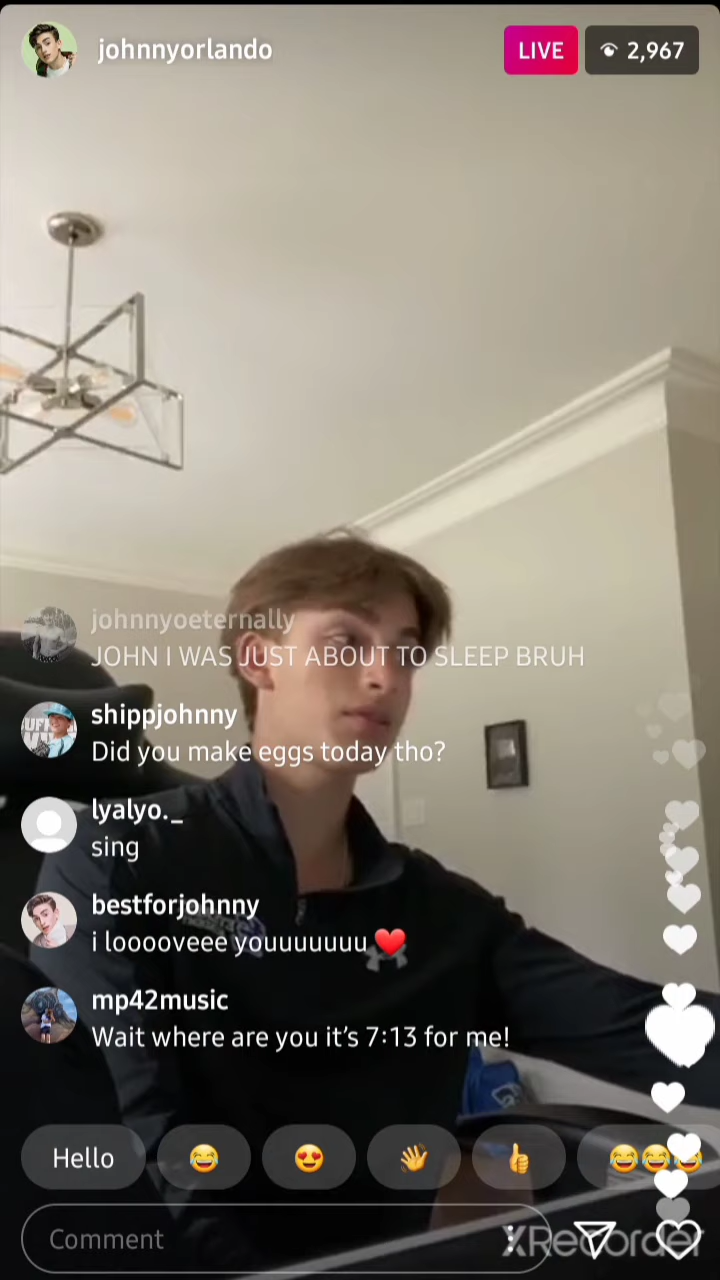 johnnyorlando
LIVE
2,967
johnnyoeternally
JOHN I WAS JUST ABOUT TO SLEEP BRUH
shippjohnny
Did you make eggs today tho?
lyalyo._
sing
bestforjohnny
i looooveee youuuuuuu ❤️
mp42music
Wait where are you it's 7:13 for me!
Hello
Comment
XRecorder